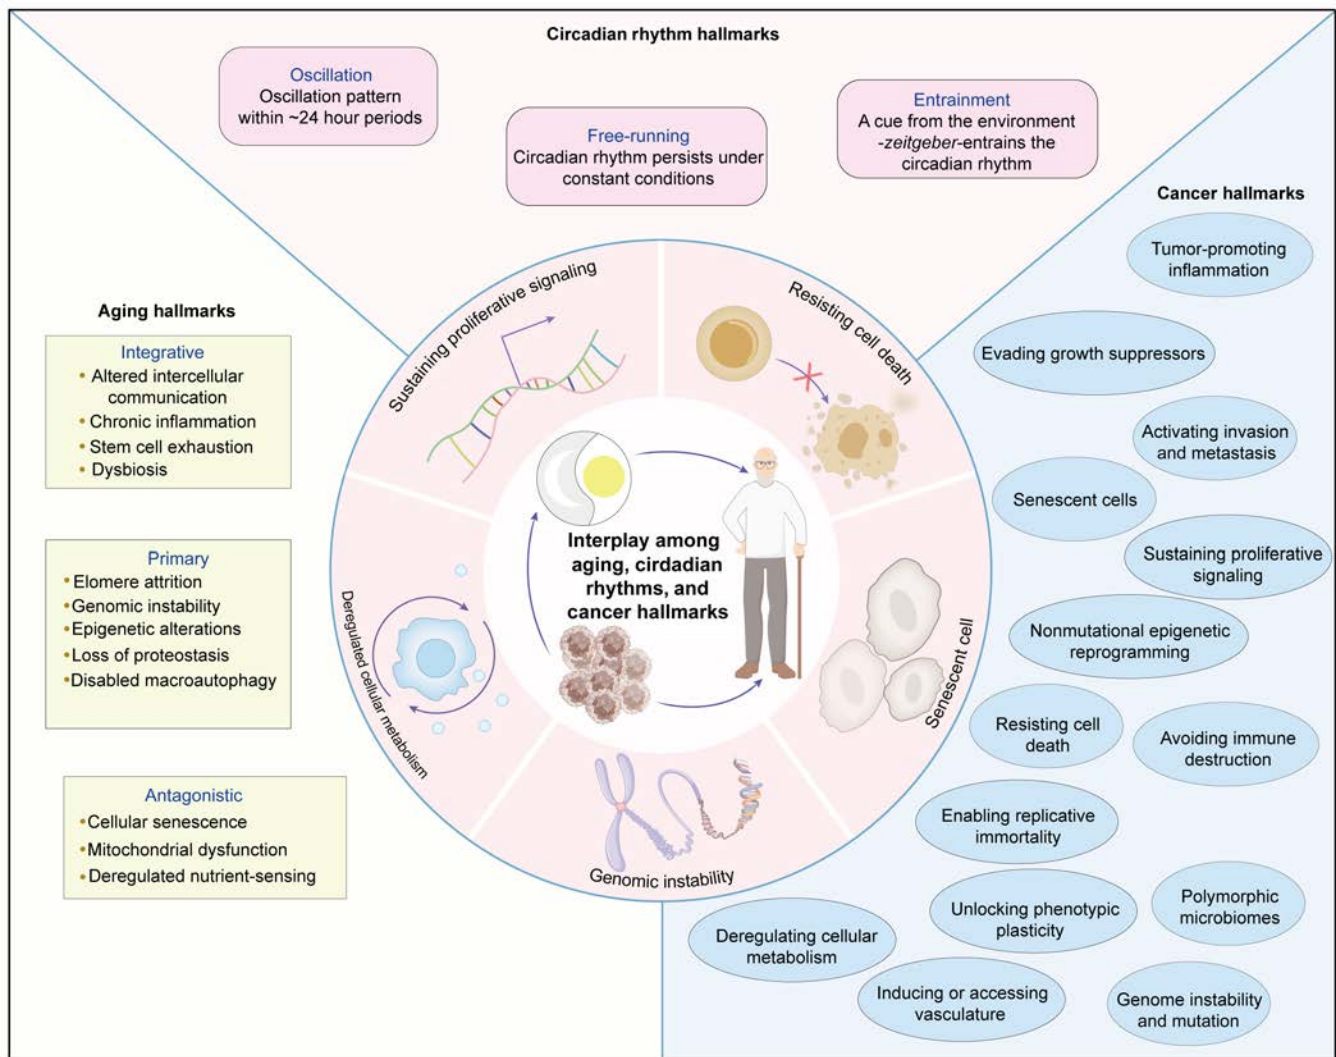 Circadian rhythm hallmarks
Oscillation
Oscillation pattern
within ~24 hour periods
Free-running
Circadian rhythm persists under
constant conditions
Entrainment
A cue from the environment
-zeitgeber-entrains the
circadian rhythm
Aging hallmarks
Integrative
• Altered intercellular
communication
• Chronic inflammation
• Stem cell exhaustion
• Dysbiosis
Primary
• Elomere attrition
• Genomic instability
• Epigenetic alterations
• Loss of proteostasis
• Disabled macroautophagy
Antagonistic
• Cellular senescence
• Mitochondrial dysfunction
• Deregulated nutrient-sensing
Sustaining proliferative signaling
Resisting cell death
Senescent cell
Genomic instability
Deregulated cellular metabolism
Interplay among
aging, cirdadian
rhythms, and
cancer hallmarks
Cancer hallmarks
Tumor-promoting
inflammation
Evading growth suppressors
Activating invasion
and metastasis
Senescent cells
Sustaining proliferative
signaling
Nonmutational epigenetic
reprogramming
Resisting cell
death
Avoiding immune
destruction
Enabling replicative
immortality
Polymorphic
microbiomes
Unlocking phenotypic
plasticity
Deregulating cellular
metabolism
Inducing or accessing
vasculature
Genome instability
and mutation